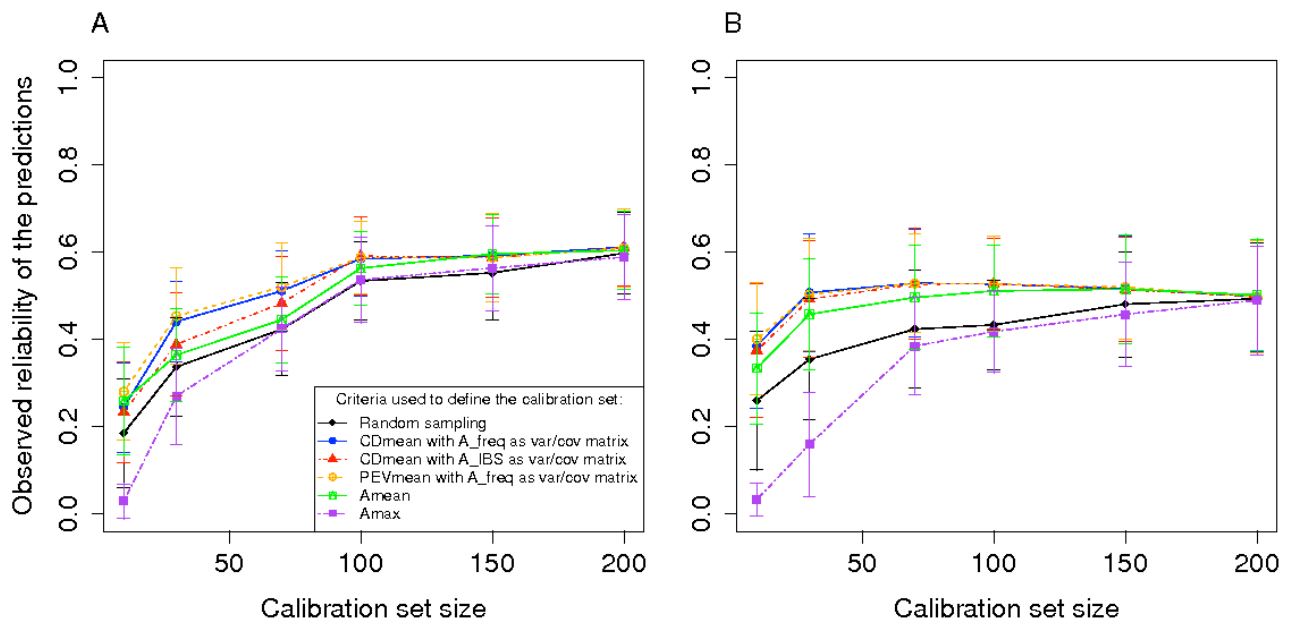 A
B
Observed reliability of the predictions
1.0
0.8
0.6
0.4
0.2
0.0
Criteria used to define the calibration set:
Random sampling
CDmean with A_freq as var/cov matrix
CDmean with A_IBS as var/cov matrix
PEVmean with A_freq as var/cov matrix
Amean
Amax
50
100
150
200
Calibration set size
1.0
0.8
0.6
0.4
0.2
0.0
50
100
150
200
Calibration set size